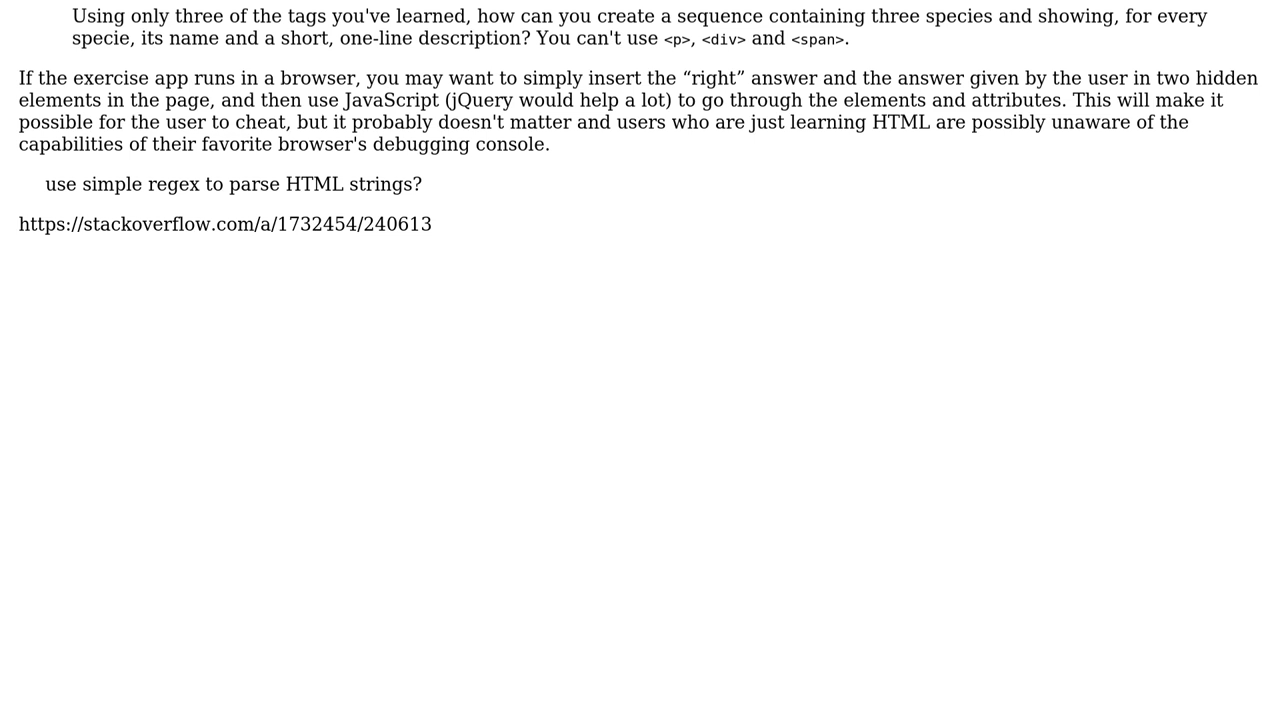 Using only three of the tags you've learned, how can you create a sequence containing three species and showing, for every
specie, its name and a short, one-line description? You can't use <p>, <div> and <span>.
If the exercise app runs in a browser, you may want to simply insert the “right” answer and the answer given by the user in two hidden
elements in the page, and then use JavaScript (jQuery would help a lot) to go through the elements and attributes. This will make it
possible for the user to cheat, but it probably doesn't matter and users who are just learning HTML are possibly unaware of the
capabilities of their favorite browser's debugging console.
use simple regex to parse HTML strings?
https://stackoverflow.com/a/1732454/240613